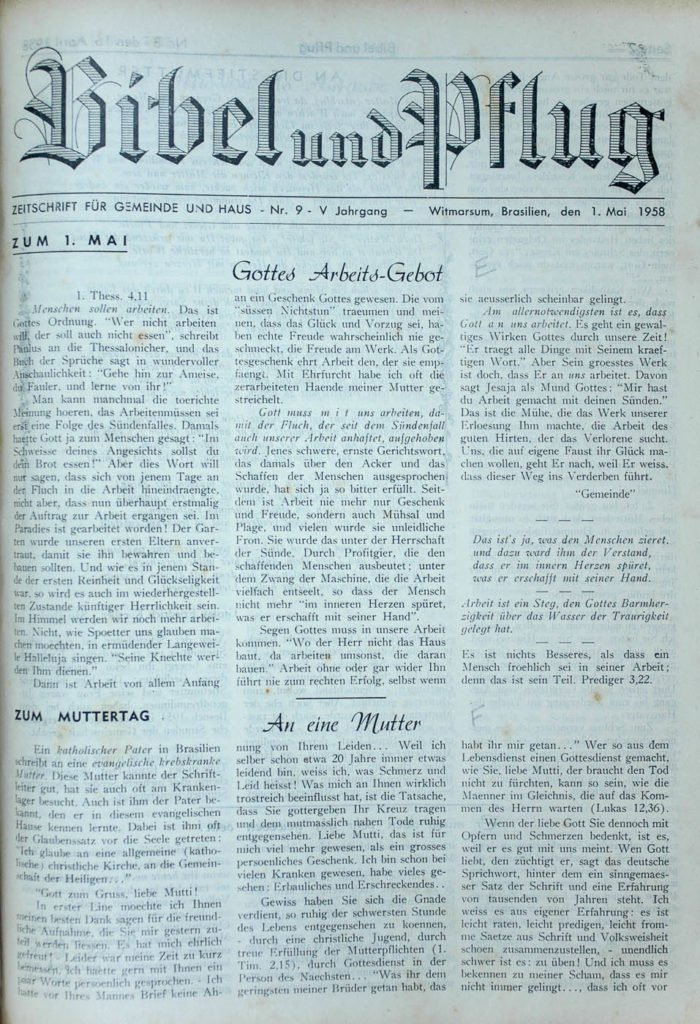 Bibel und Pflug
ZEITSCHRIFT FÜR GEMEINDE UND HAUS - Nr. 9 - V Jahrgang — Witmarsum, Brasilien, den 1. Mai 1958
ZUM 1. MAI
Gottes Arbeits-Gebot
1. Thess. 4,11
Menschen sollen arbeiten. Das ist
Gottes Ordnung. "Wer nicht arbeiten
will, der soll auch nicht essen", schreibt
Paulus an die Thessalonicher, und das
Buch der Sprüche sagt in wundervoller
Anschaulichkeit: "Gehe hin zur Ameise,
du Fauler, und lerne von ihr!"
Man kann manchmal die toerichte
Meinung hoeren, das Arbeitenmüssen sei
erst eine Folge des Sündenfalles. Damals
haette Gott ja zum Menschen gesagt: "Im
Schweisse deines Angesichts sollst du
dein Brot essen!" Aber dies Wort will
nur sagen, dass sich von jenem Tage an
der Fluch in die Arbeit hineindraengte,
nicht aber, dass nun überhaupt erstmalig
der Auftrag zur Arbeit ergangen sei. Im
Paradies ist gearbeitet worden! Der Gar-
ten wurde unseren ersten Eltern anver-
traut, damit sie ihn bewahren und be-
bauen sollten. Und wie es in jenem Stan-
de der ersten Reinheit und Glückseligkeit
war, so wird es auch im wiederhergestell-
ten Zustande künftiger Herrlichkeit sein.
Im Himmel werden wir noch mehr arbei-
ten. Nicht, wie Spoetter uns glauben ma-
chen moechten, in ermüdender Langewei-
le Halleluja singen. "Seine Knechte wer-
den Ihm dienen."
Dann ist Arbeit von allem Anfang
an ein Geschenk Gottes gewesen. Die vom
"süssen Nichtstun" traeumen und mei-
nen, dass das Glück und Vorzug sei, ha-
ben echte Freude wahrscheinlich nie ge-
schmeckt, die Freude am Werk. Als Got-
tesgeschenk ehrt Arbeit den, der sie emp-
faengt. Mit Ehrfurcht habe ich oft die
zerarbeiteten Haende meiner Mutter ge-
streichelt.
Gott muss m i t uns arbeiten, da-
mit der Fluch, der seit dem Sündenfall
auch unserer Arbeit anhaftet, aufgehoben
wird. Jenes schwere, ernste Gerichtswort,
das damals über den Acker und das
Schaffen der Menschen ausgesprochen
wurde, hat sich ja so bitter erfüllt. Seit-
dem ist Arbeit nie mehr nur Geschenk
und Freude, sondern auch Mühsal und
Plage, und vielen wurde sie unleidliche
Fron. Sie wurde das unter der Herrschaft
der Sünde. Durch Profitgier, die den
schaffenden Menschen ausbeutet; unter
dem Zwang der Maschine, die die Arbeit
vielfach entseelt, so dass der Mensch
nicht mehr "im inneren Herzen spüret,
was er erschafft mit seiner Hand".
Segen Gottes muss in unsere Arbeit
kommen. "Wo der Herr nicht das Haus
baut, da arbeiten umsonst, die daran
bauen." Arbeit ohne oder gar wider Ihn
führt nie zum rechten Erfolg, selbst wenn
sie aeusserlich scheinbar gelingt.
Am allernotwendigsten ist es, dass
Gott a n uns arbeitet. Es geht ein gewal-
tiges Wirken Gottes durch unsere Zeit!
"Er traegt alle Dinge mit Seinem kraef-
tigen Wort." Aber Sein groesstes Werk
ist doch, dass Er an uns arbeitet. Davon
sagt Jesaja als Mund Gottes: "Mir hast
du Arbeit gemacht mit deinen Sünden."
Das ist die Mühe, die das Werk unserer
Erloesung Ihm machte, die Arbeit des
guten Hirten, der das Verlorene sucht.
Uns, die auf eigene Faust ihr Glück ma-
chen wollen, geht Er nach, weil Er weiss,
dass dieser Weg ins Verderben führt.
"Gemeinde"
— — —
Das ist's ja, was den Menschen zieret,
und dazu ward ihm der Verstand,
dass er im innern Herzen spüret,
was er erschafft mit seiner Hand.
— — —
Arbeit ist ein Steg, den Gottes Barmher-
zigkeit über das Wasser der Traurigkeit
gelegt hat.
— — —
Es ist nichts Besseres, als dass ein
Mensch froehlich sei in seiner Arbeit;
denn das ist sein Teil. Prediger 3,22.
ZUM MUTTERTAG
An eine Mutter
Ein katholischer Pater in Brasilien
schreibt an eine evangelische krebskranke
Mutter. Diese Mutter kannte der Schrift-
leiter gut, hat sie auch oft am Kranken-
lager besucht. Auch ist ihm der Pater be-
kannt, den er in diesem evangelischen
Hause kennen lernte. Dabei ist ihm oft
der Glaubenssatz vor die Seele getreten:
"Ich glaube an eine allgemeine (katho-
lische) christliche Kirche, an die Gemein-
schaft der Heiligen..."
"Gott zum Gruss, liebe Mutti!
In erster Line moechte ich Ihnen
meinen besten Dank sagen für die freund-
liche Aufnahme, die Sie mir gestern zu-
teil werden liessen. Es hat mich ehrlich
gefreut! Leider war meine Zeit zu kurz
bemessen. Ich haette gern mit Ihnen ein
paar Worte persoenlich gesprochen. - Ich
hatte vor Ihres Mannes Brief keine Ah-
nung von Ihrem Leiden... Weil ich
selber schon etwa 20 Jahre immer etwas
leidend bin, weiss ich, was Schmerz und
Leid heisst! Was mich an Ihnen wirklich
trostreich beeinflusst hat, ist die Tatsache,
dass Sie gottergeben Ihr Kreuz tragen
und dem mutmasslich nahen Tode ruhig
entgegensehen. Liebe Mutti, das ist für
mich viel mehr gewesen, als ein grosses
persoenliches Geschenk. Ich bin schon bei
vielen Kranken gewesen, habe vieles ge-
sehen: Erbauliches und Erschreckendes..
Gewiss haben Sie sich die Gnade
verdient, so ruhig der schwersten Stunde
des Lebens entgegensehen zu koennen,
- durch eine christliche Jugend, durch
treue Erfüllung der Mutterpflichten (1.
Tim. 2,15), durch Gottesdienst in der
Person des Naechsten... "Was ihr dem
geringsten meiner Brüder getan habt, das
habt ihr mir getan..." Wer so aus dem
Lebensdienst einen Gottesdienst gemacht,
wie Sie, liebe Mutti, der braucht den Tod
nicht zu fürchten, kann so sein, wie die
Maenner im Gleichnis, die auf das Kom-
men des Herrn warten (Lukas 12,36).
Wenn der liebe Gott Sie dennoch mit
Opfern und Schmerzen bedenkt, ist es,
weil er es gut mit uns meint. Wen Gott
liebt, den züchtigt er, sagt das deutsche
Sprichwort, hinter dem ein sinngemaes-
ser Satz der Schrift und eine Erfahrung
von tausenden von Jahren steht. Ich
weiss es aus eigener Erfahrung: es ist
leicht raten, leicht predigen, leicht from-
me Saetze aus Schrift und Volksweisheit
schoen zusammenzustellen, - unendlich
schwer ist es: zu üben! Und ich muss es
bekennen zu meiner Scham, dass es mir
nicht immer gelingt..., dass ich oft vor